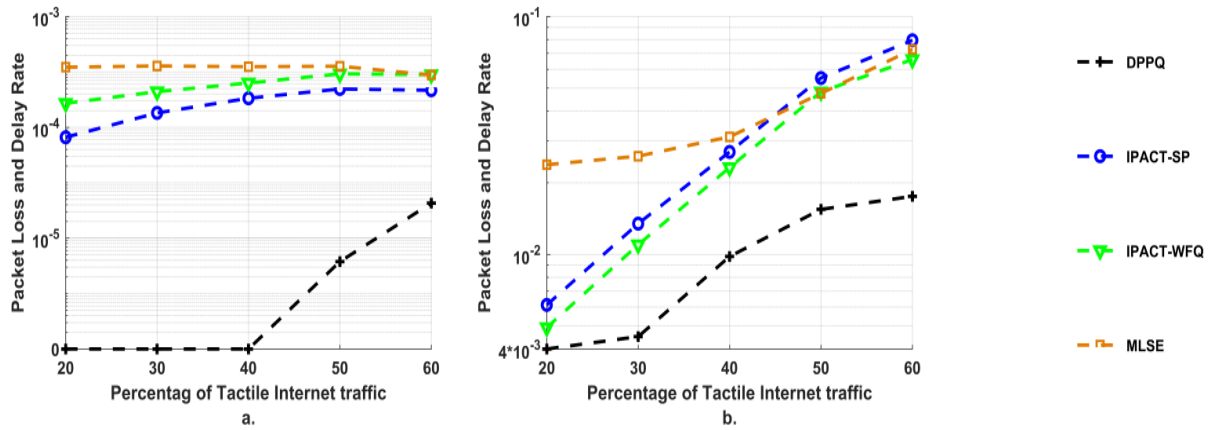 Packet Loss and Delay Rate
10^-3
10^-4
10^-5
0
20 30 40 50 60
Percentag of Tactile Internet traffic
a.
Packet Loss and Delay Rate
10^-1
10^-2
4*10^-3
20 30 40 50 60
Percentage of Tactile Internet traffic
b.
DPPQ
IPACT-SP
IPACT-WFQ
MLSE